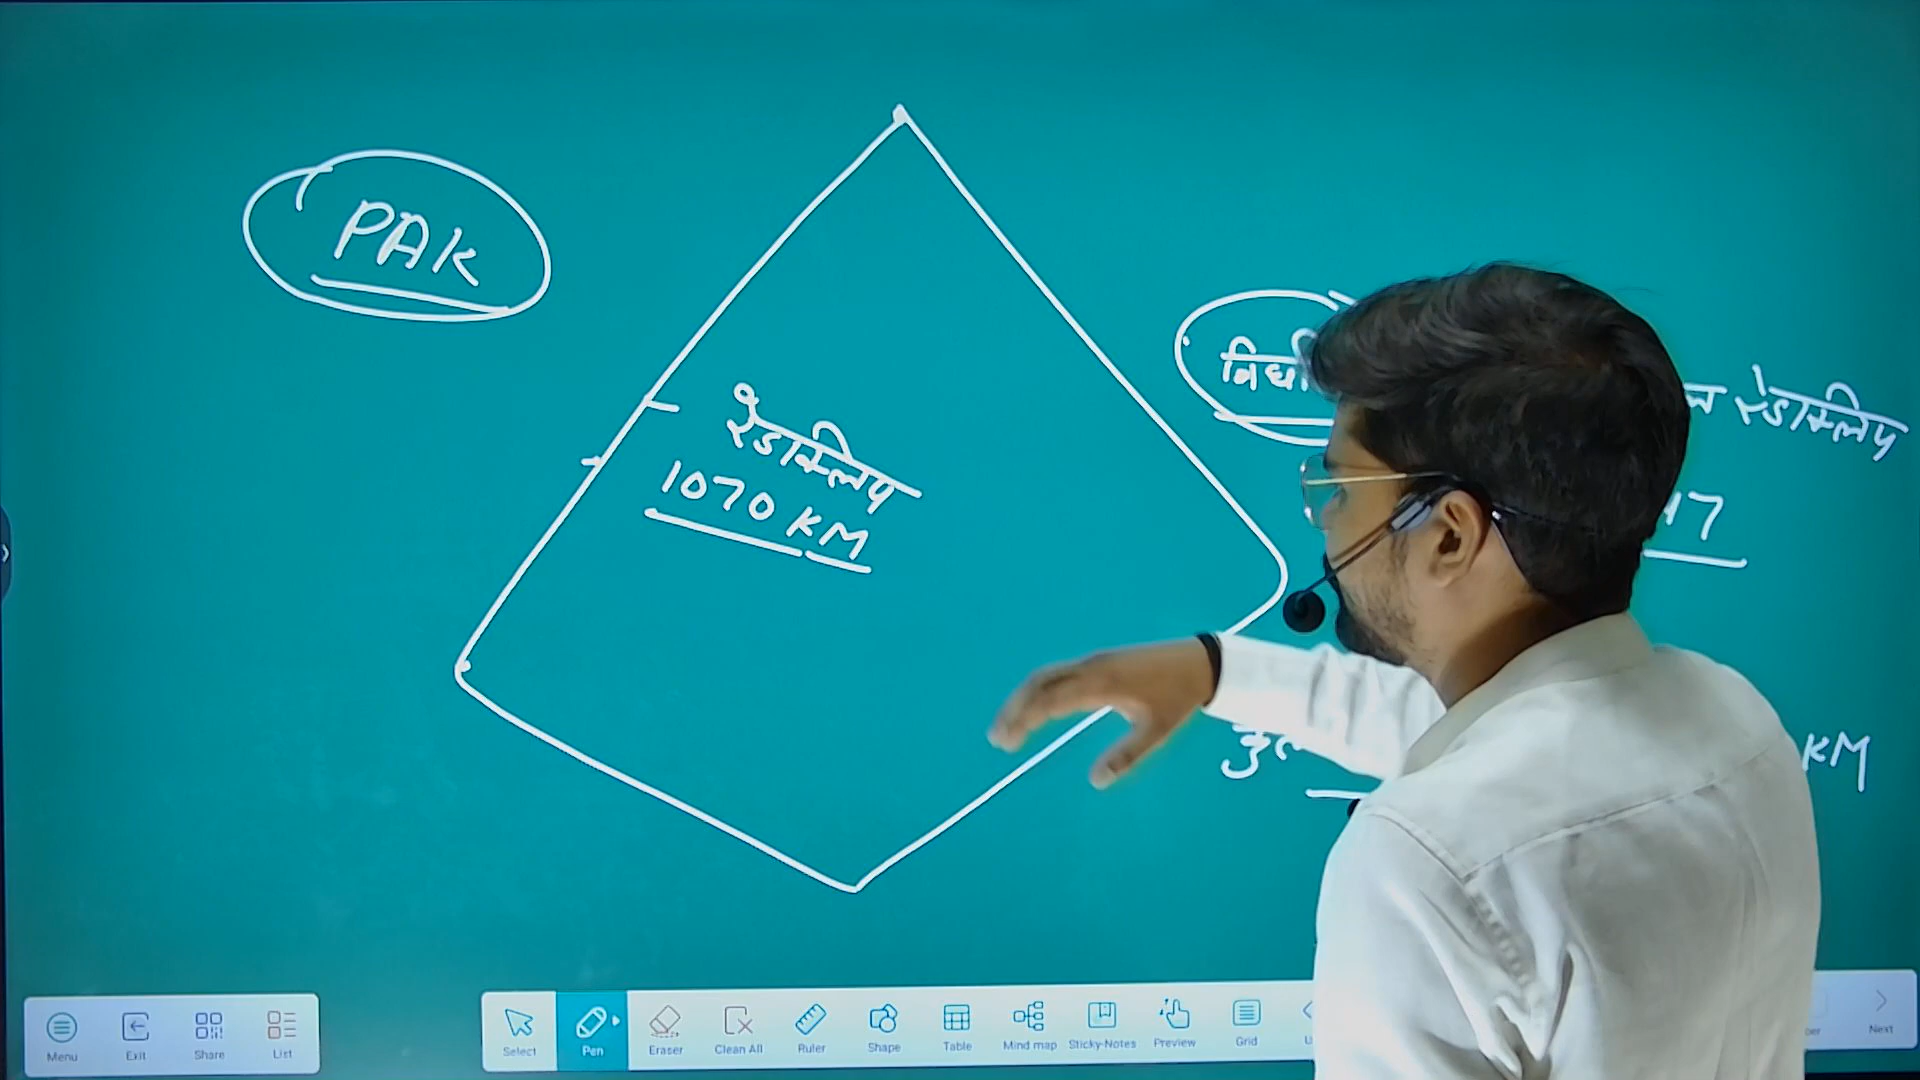 PAK
रेडक्लिप
1070 KM
रेडक्लिप
17
KM
Menu
Exit
Share
List
Select
Pen
Eraser
Clean All
Ruler
Shape
Table
Mind map
Sticky-Notes
Preview
Grid
Next